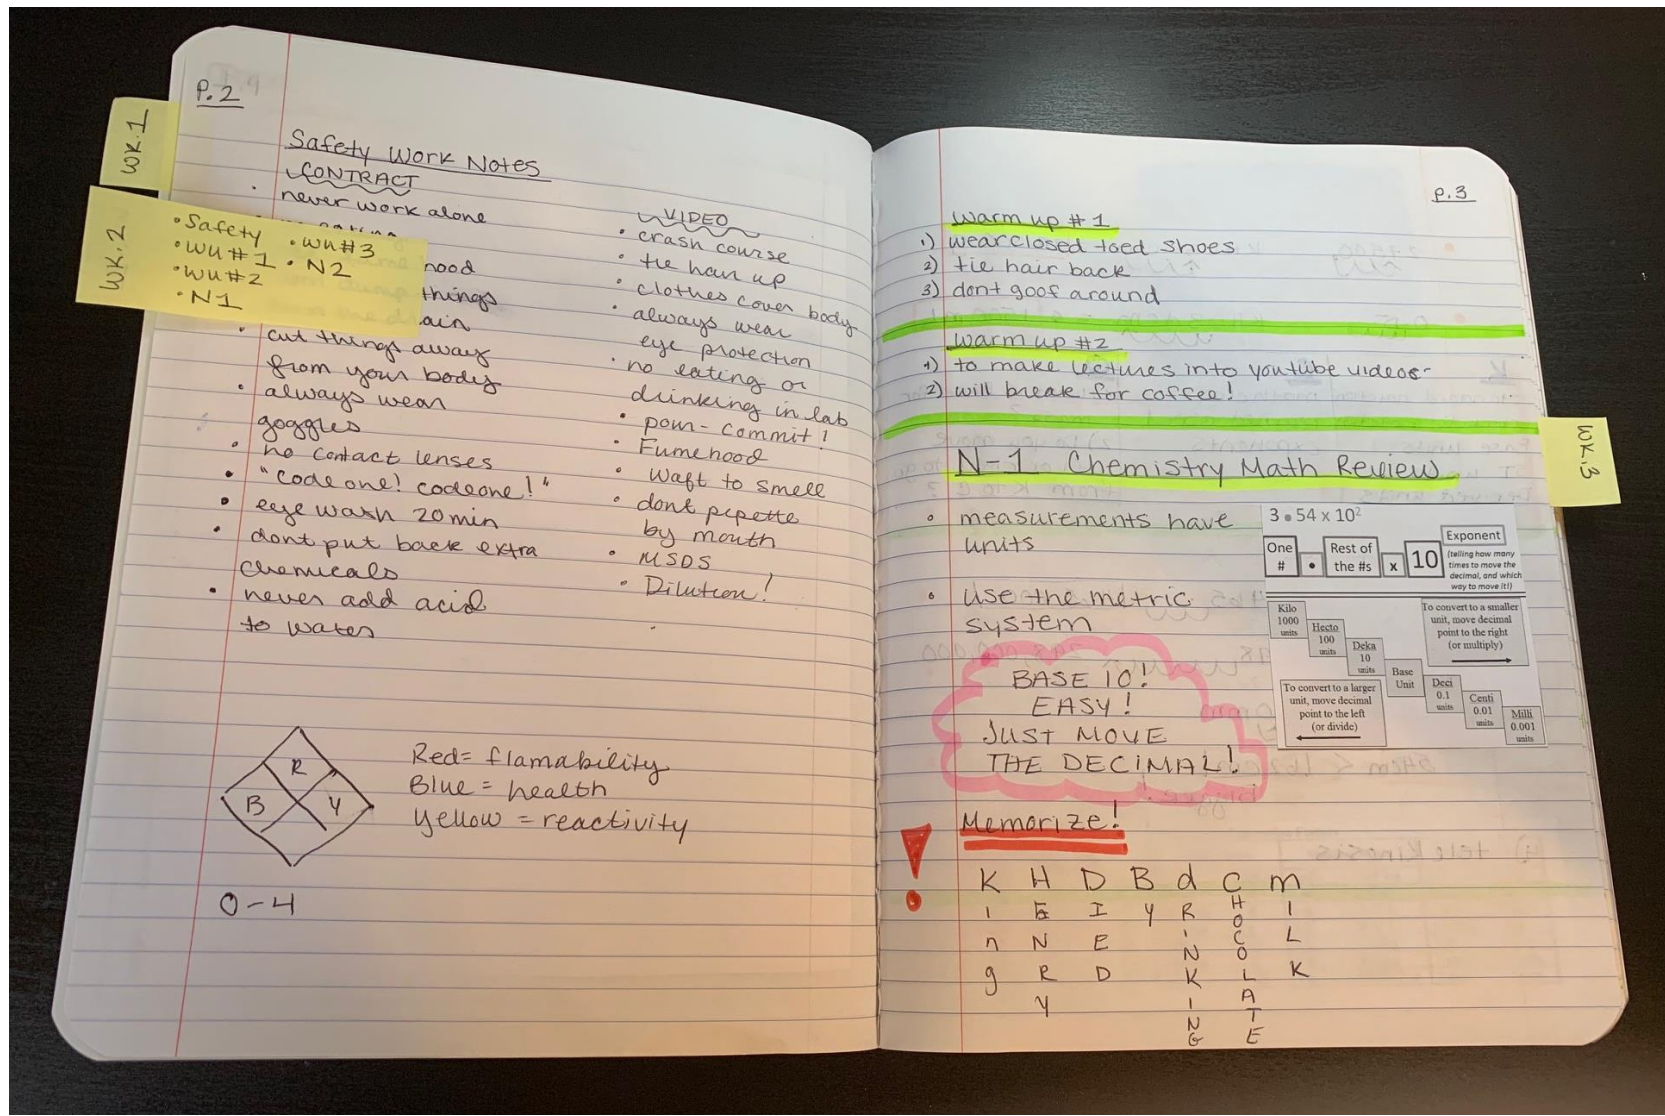 P.2
WK.1
Safety Work Notes
CONTRACT
• never work alone
WK.2
• Safety
• WU #1
• WU #2
• N1
• WU #3
• N2
hood
things
ain
• cut things away
from your body
• always wear
goggles
• no contact lenses
• "Code one! codeone!"
• eye wash 20 min
• dont put back extra
chemicals
• never add acid
to water
VIDEO
• crash course
• tie hair up
• clothes cover body
• always wear
eye protection
• no eating or
drinking in lab
• pour - commit!
• Fumehood
• Waft to smell
• dont pipette
by mouth
• MSDS
• Dilution!
R
B
Y
Red = flamability
Blue = health
Yellow = reactivity
0-4
p.3
Warm up #1
1) wear closed toed shoes
2) tie hair back
3) dont goof around
Warm up #2
1) to make lectures into youtube videos
2) will break for coffee!
WK.3
N-1 Chemistry Math Review
• measurements have
units
• use the metric
system
3•54 x 10²
One
#
•
Rest of
the #s
x
10
Exponent
(telling how many
times to move the
decimal, and which
way to move it!)
Kilo
1000
units
Hecto
100
units
Deka
10
units
Base
Unit
Deci
0.1
units
Centi
0.01
units
Milli
0.001
units
To convert to a smaller
unit, move decimal
point to the right
(or multiply)
To convert to a larger
unit, move decimal
point to the left
(or divide)
BASE 10!
EASY!
JUST MOVE
THE DECIMAL!
Memorize!
!
K H D B d C m
King
HENRY
DIED
By
dRINKING
CHOCOLATE
mILK